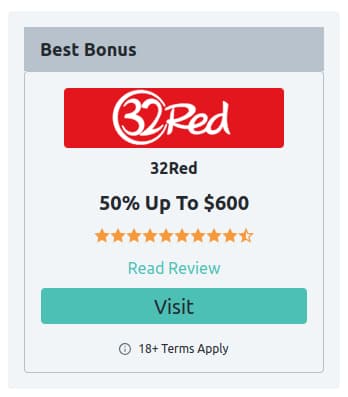 Best Bonus
32Red
32Red
50% Up To $600
Read Review
Visit
18+ Terms Apply